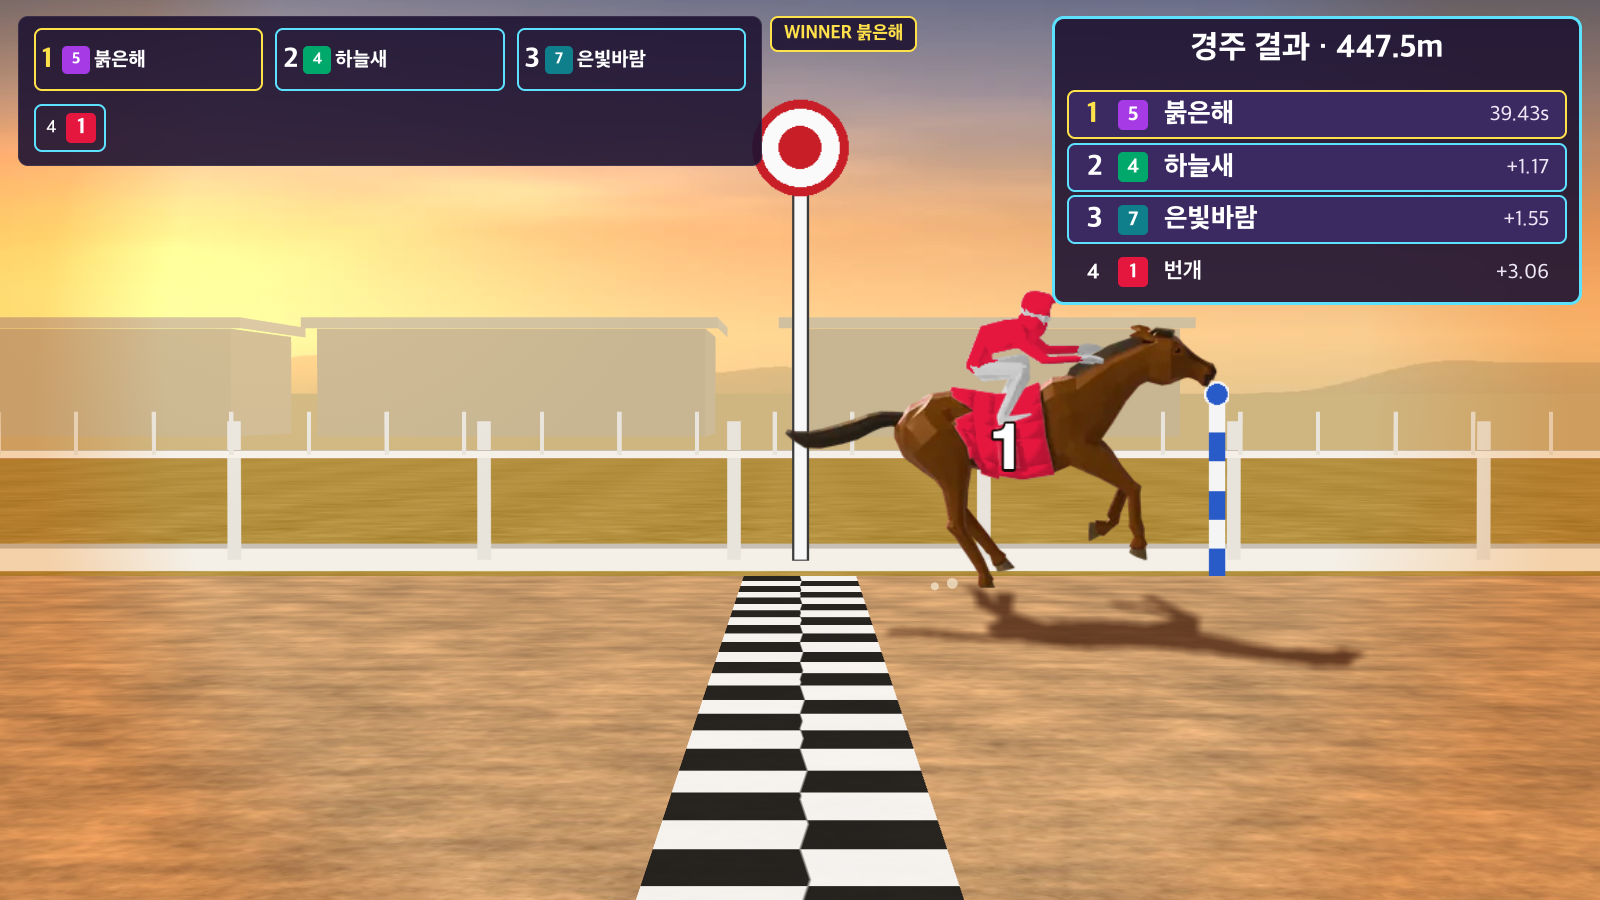 1 5 붉은해 2 4 하늘새 3 7 은빛바람
4 1
WINNER 붉은해
경주 결과 · 447.5m
1 5 붉은해 39.43s
2 4 하늘새 +1.17
3 7 은빛바람 +1.55
4 1 번개 +3.06
1